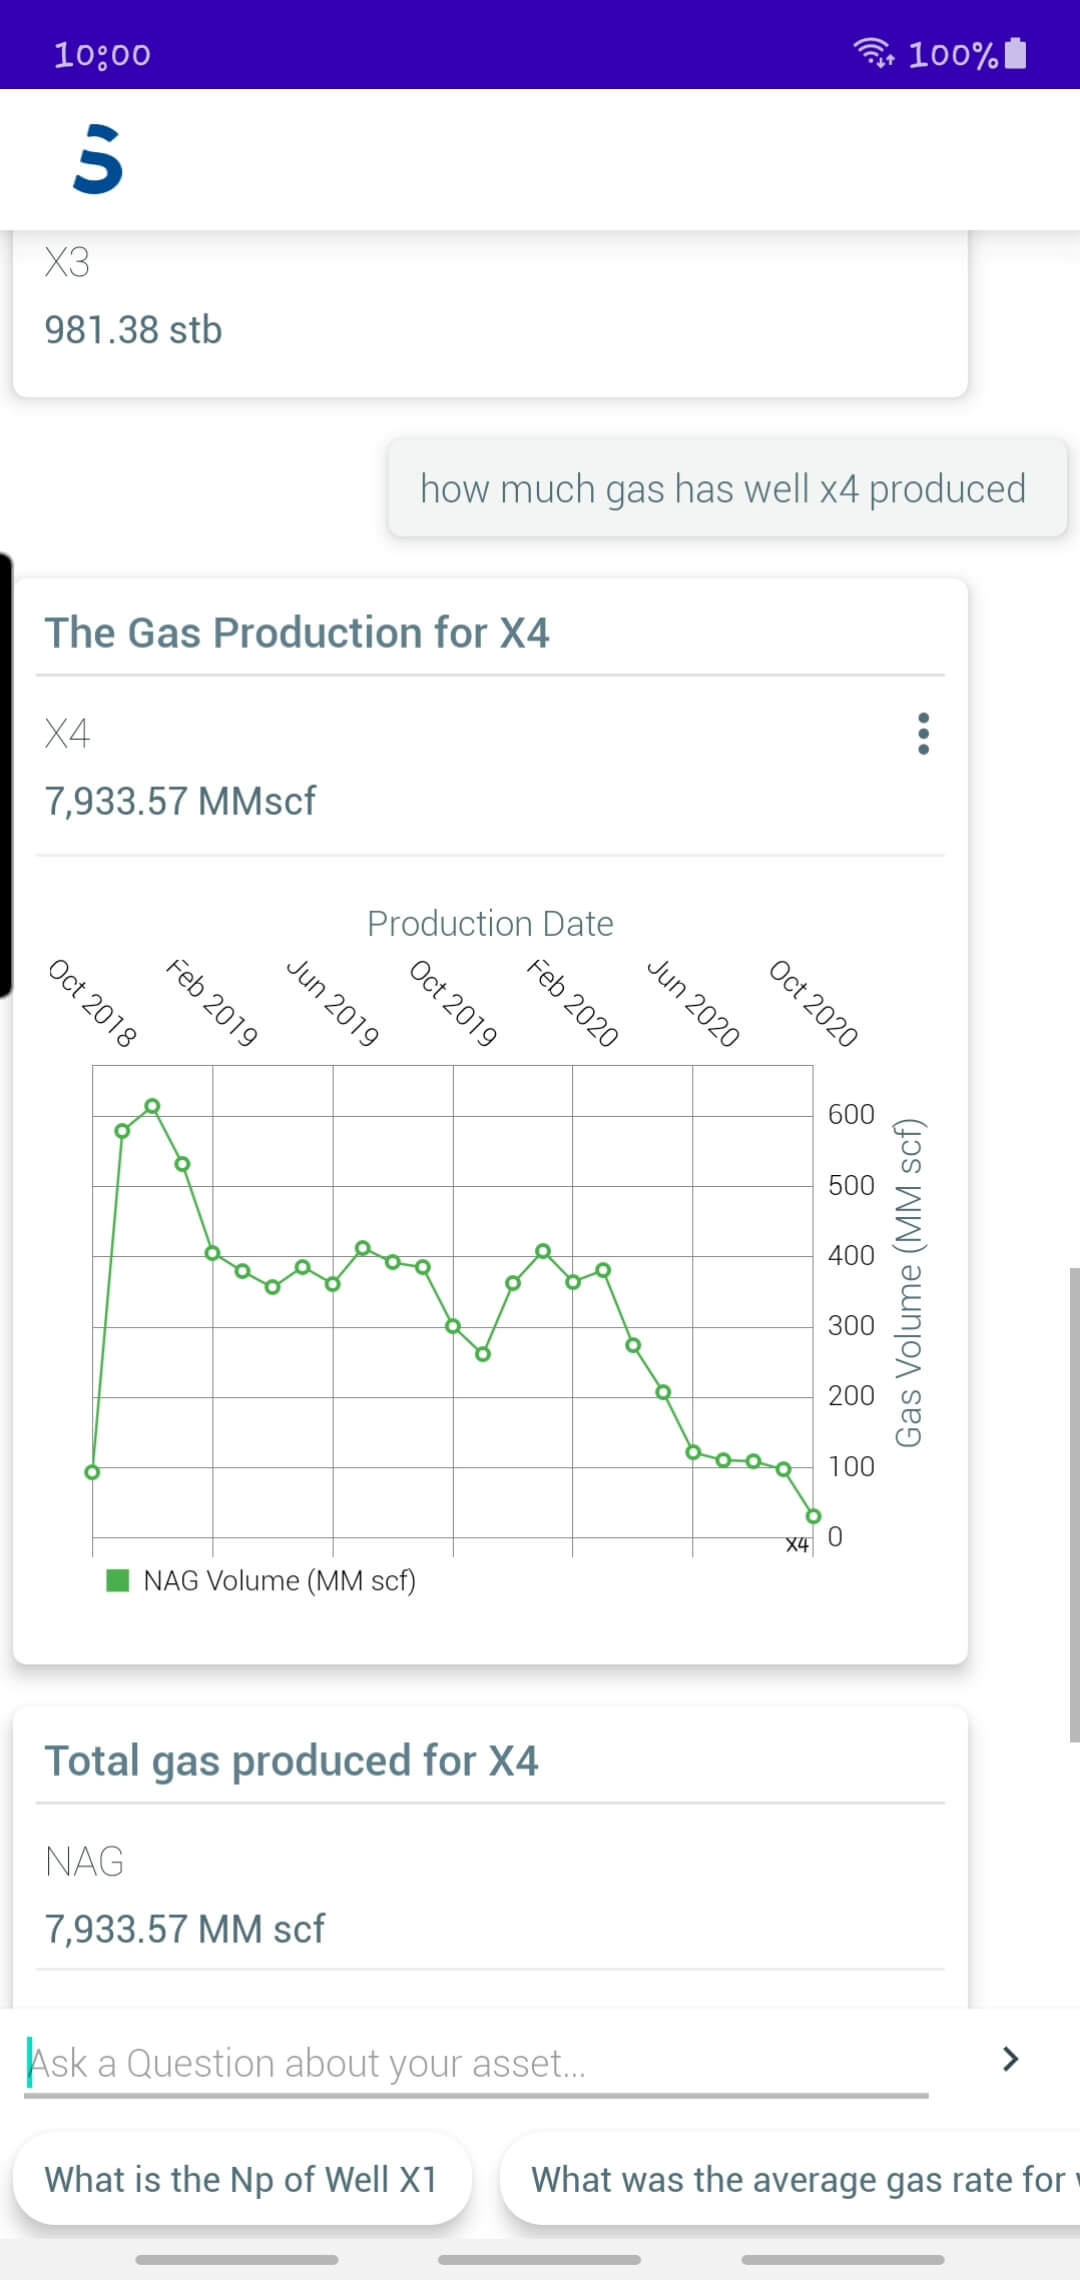 10:00 100%
X3
981.38 stb
how much gas has well x4 produced
The Gas Production for X4
X4
7,933.57 MMscf
Production Date
Oct 2018 Feb 2019 Jun 2019 Oct 2019 Feb 2020 Jun 2020 Oct 2020
600
500
400
300
200
100
0
Gas Volume (MM scf)
X4
NAG Volume (MM scf)
Total gas produced for X4
NAG
7,933.57 MM scf
Ask a Question about your asset...
What is the Np of Well X1 What was the average gas rate for